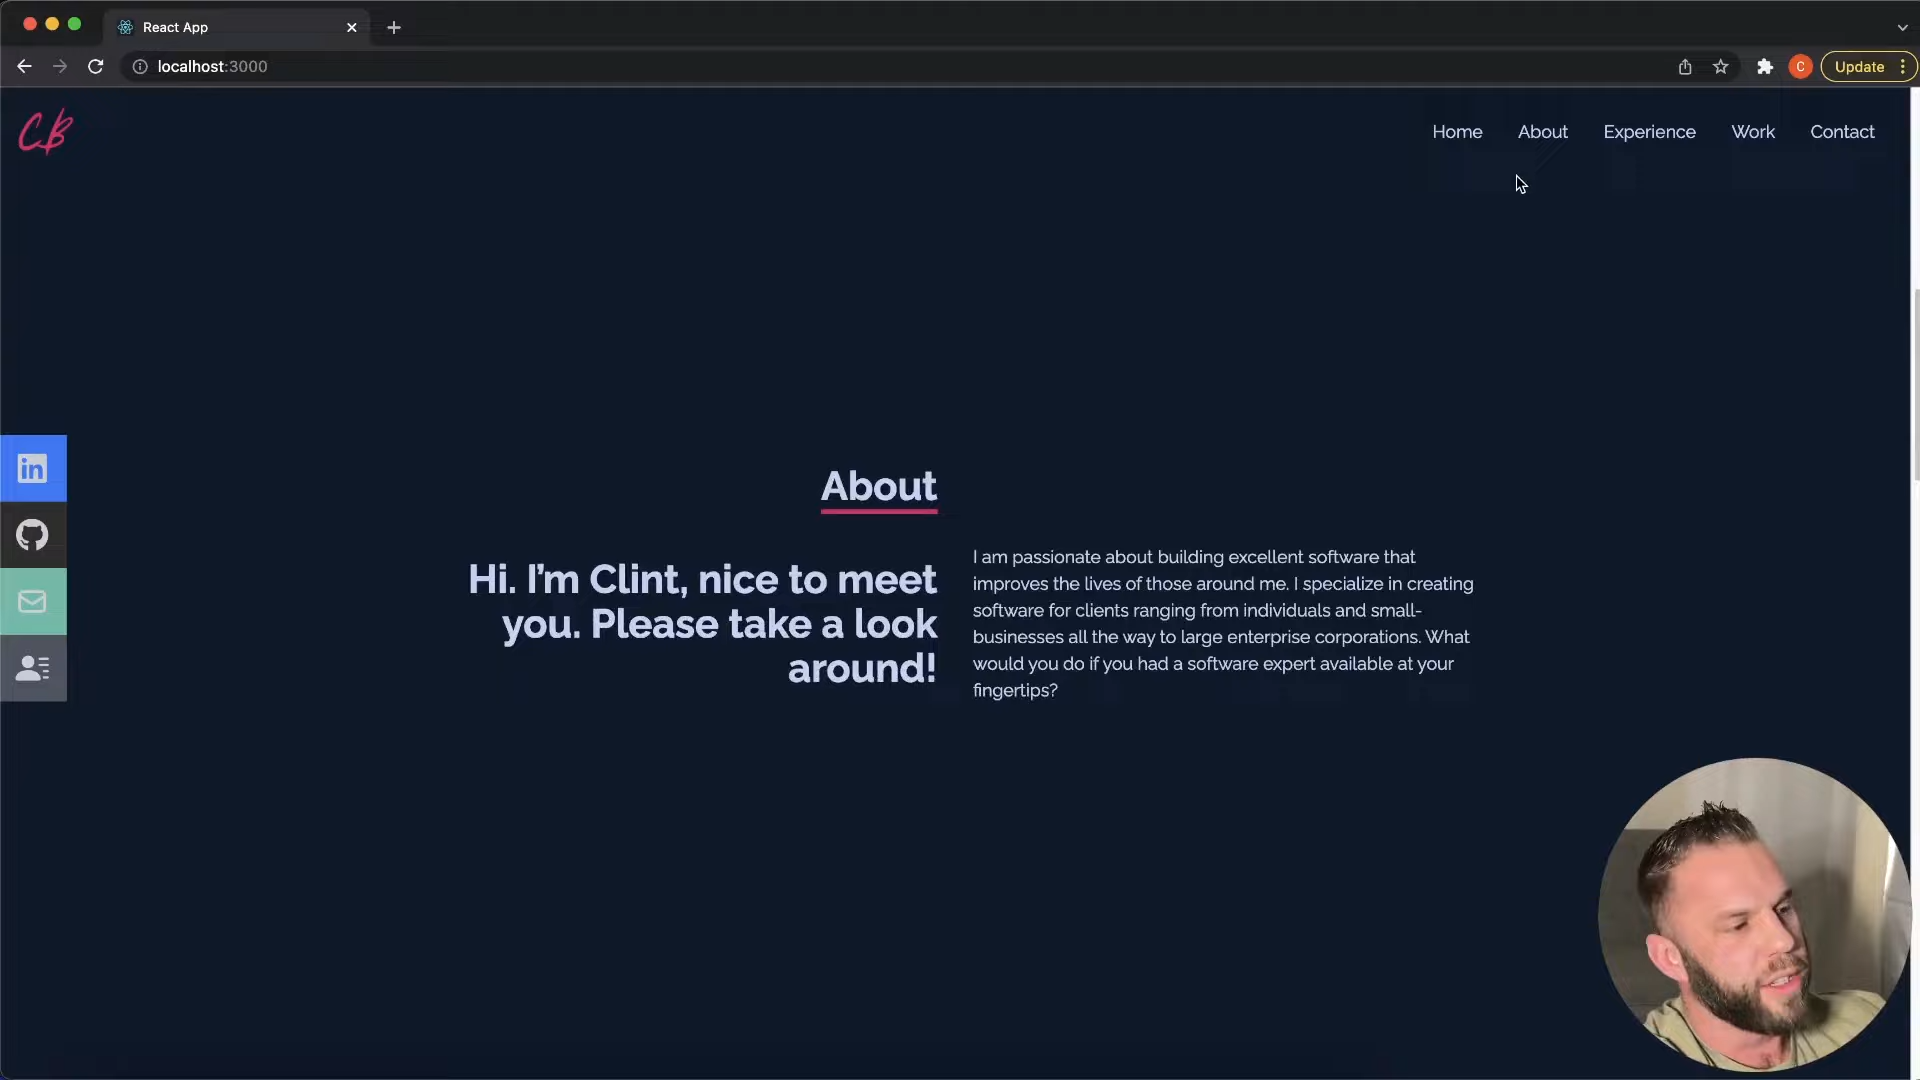 React App
localhost:3000
C
Update
CB
Home About Experience Work Contact
in
About
Hi. I'm Clint, nice to meet
you. Please take a look
around!
I am passionate about building excellent software that
improves the lives of those around me. I specialize in creating
software for clients ranging from individuals and small-
businesses all the way to large enterprise corporations. What
would you do if you had a software expert available at your
fingertips?